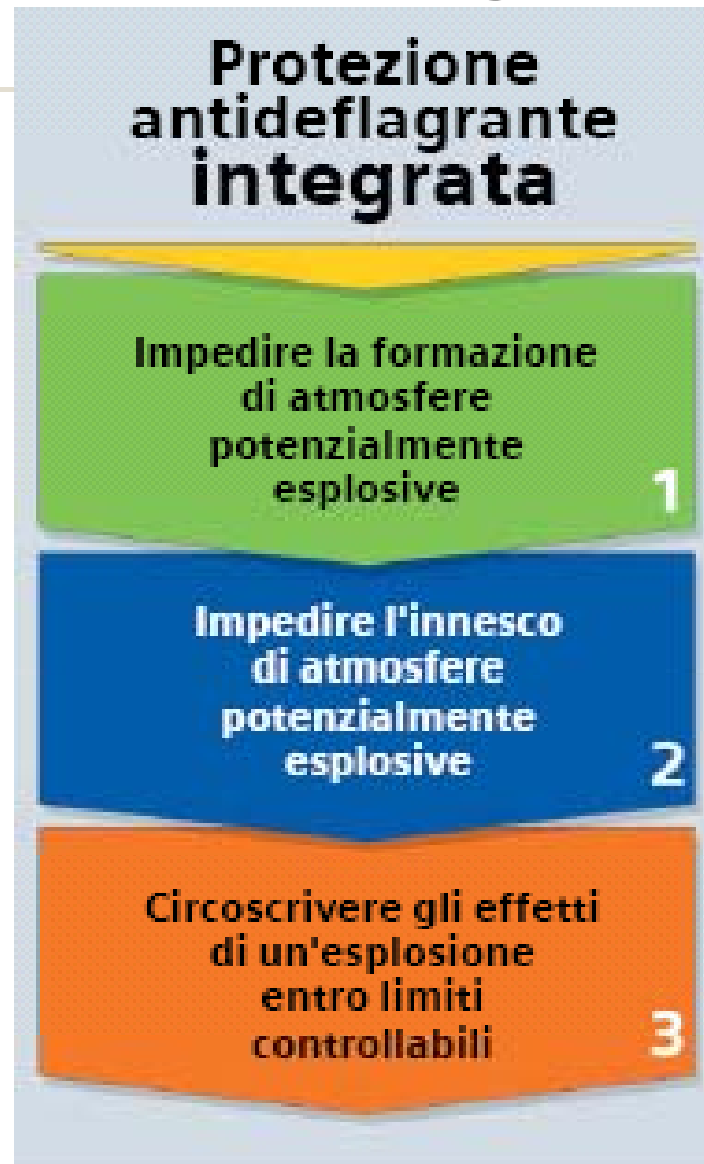 Protezione
antideflagrante
integrata
Impedire la formazione
di atmosfere
potenzialmente
esplosive
1
Impedire l'innesco
di atmosfere
potenzialmente
esplosive
2
Circoscrivere gli effetti
di un'esplosione
entro limiti
controllabili
3